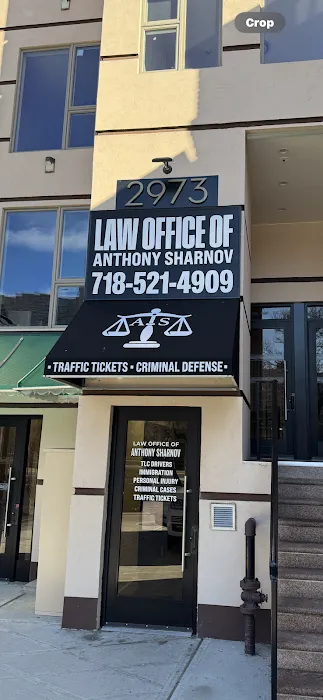 Crop
2973
LAW OFFICE OF
ANTHONY SHARNOV
718-521-4909
AIS
• TRAFFIC TICKETS • CRIMINAL DEFENSE •
LAW OFFICE OF
ANTHONY SHARNOV
TLC DRIVERS
IMMIGRATION
PERSONAL INJURY
CRIMINAL CASES
TRAFFIC TICKETS